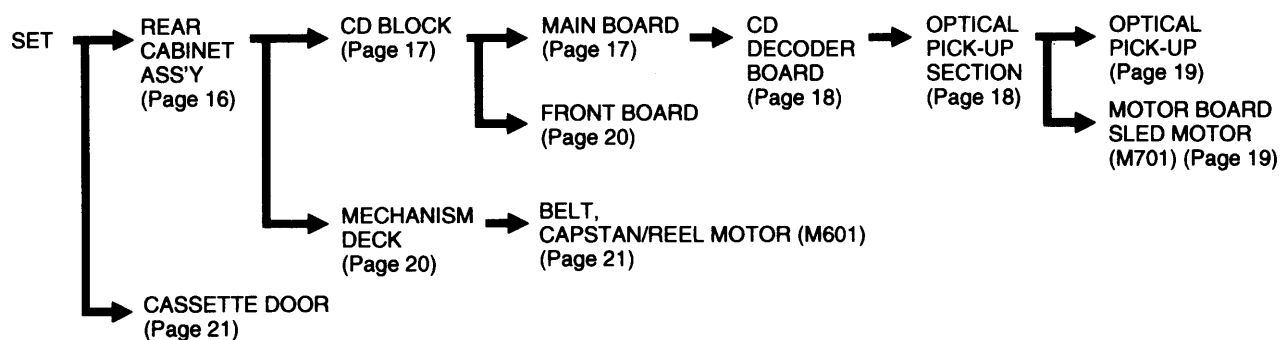 SET
REAR
CABINET
ASS'Y
(Page 16)
CD BLOCK
(Page 17)
MAIN BOARD
(Page 17)
CD
DECODER
BOARD
(Page 18)
OPTICAL
PICK-UP
SECTION
(Page 18)
OPTICAL
PICK-UP
(Page 19)
MOTOR BOARD
SLED MOTOR
(M701) (Page 19)
FRONT BOARD
(Page 20)
MECHANISM
DECK
(Page 20)
BELT,
CAPSTAN/REEL MOTOR (M601)
(Page 21)
CASSETTE DOOR
(Page 21)